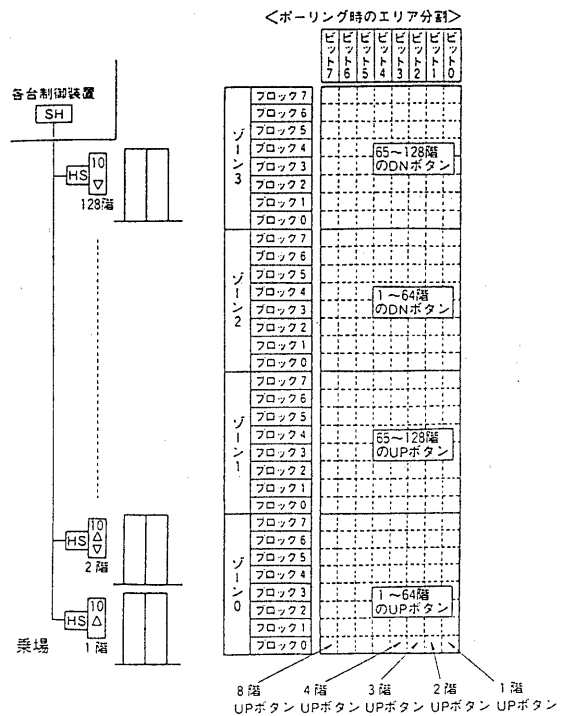 <ポーリング時のエリア分割>
ビット7
ビット6
ビット5
ビット4
ビット3
ビット2
ビット1
ビット0
各台制御装置
SH
HS
10
▽
128階
HS
10
△
▽
2階
HS
10
△
1階
乗場
ゾーン3
ブロック7
ブロック6
ブロック5
ブロック4
ブロック3
ブロック2
ブロック1
ブロック0
65〜128階
のDNボタン
ゾーン2
ブロック7
ブロック6
ブロック5
ブロック4
ブロック3
ブロック2
ブロック1
ブロック0
1〜64階
のDNボタン
ゾーン1
ブロック7
ブロック6
ブロック5
ブロック4
ブロック3
ブロック2
ブロック1
ブロック0
65〜128階
のUPボタン
ゾーン0
ブロック7
ブロック6
ブロック5
ブロック4
ブロック3
ブロック2
ブロック1
ブロック0
1〜64階
のUPボタン
8階 4階 3階 2階 1階
UPボタン UPボタン UPボタン UPボタン UPボタン